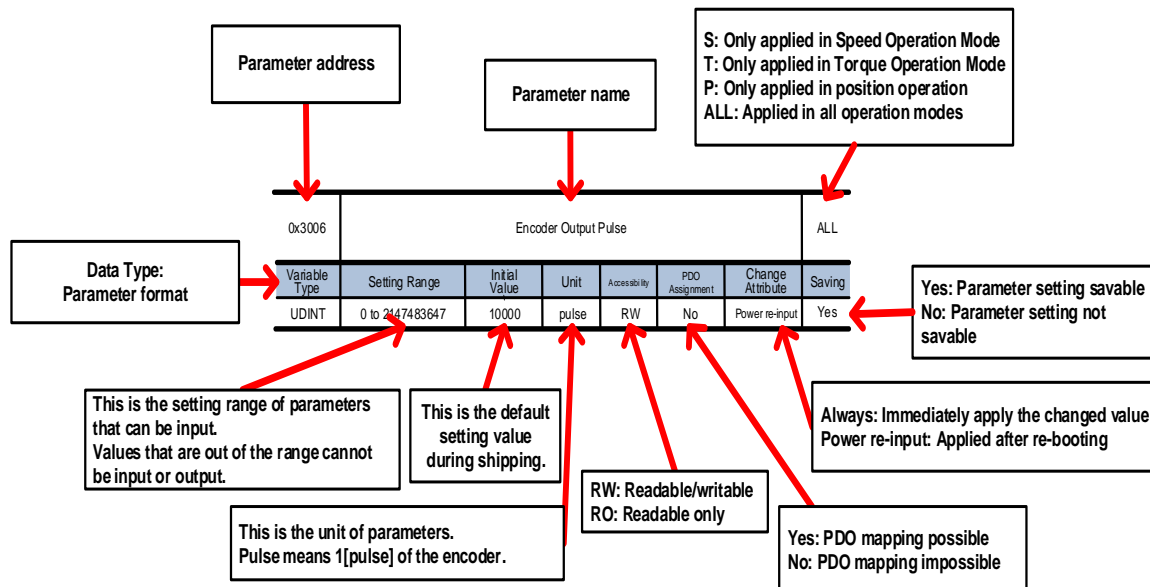 Parameter address
Parameter name
S: Only applied in Speed Operation Mode
T: Only applied in Torque Operation Mode
P: Only applied in position operation
ALL: Applied in all operation modes
0x3006
Encoder Output Pulse
ALL
Data Type:
Parameter format
Variable
Type
Setting Range
Initial
Value
Unit
Accessibility
PDO
Assignment
Change
Attribute
Saving
UDINT
0 to 2147483647
10000
pulse
RW
No
Power re-input
Yes
Yes: Parameter setting savable
No: Parameter setting not
savable
This is the setting range of parameters
that can be input.
Values that are out of the range cannot
be input or output.
This is the default
setting value
during shipping.
Always: Immediately apply the changed value
Power re-input: Applied after re-booting
RW: Readable/writable
RO: Readable only
This is the unit of parameters.
Pulse means 1[pulse] of the encoder.
Yes: PDO mapping possible
No: PDO mapping impossible